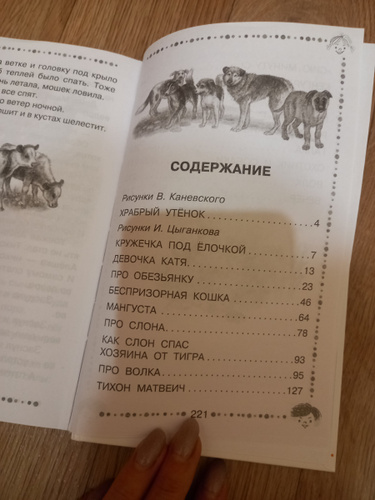 ветке и головку под крыло
теплей было спать. Тоже
летала, мошек ловила.
все спят.
ветер ночной.
шит и в кустах шелестит.
СОДЕРЖАНИЕ
Рисунки В. Каневского
ХРАБРЫЙ УТЁНОК 4
Рисунки И. Цыганкова
КРУЖЕЧКА ПОД ЁЛОЧКОЙ 7
ДЕВОЧКА КАТЯ 13
ПРО ОБЕЗЬЯНКУ 23
БЕСПРИЗОРНАЯ КОШКА 46
МАНГУСТА 64
ПРО СЛОНА 78
КАК СЛОН СПАС
ХОЗЯИНА ОТ ТИГРА 93
ПРО ВОЛКА 95
ТИХОН МАТВЕИЧ 127
221